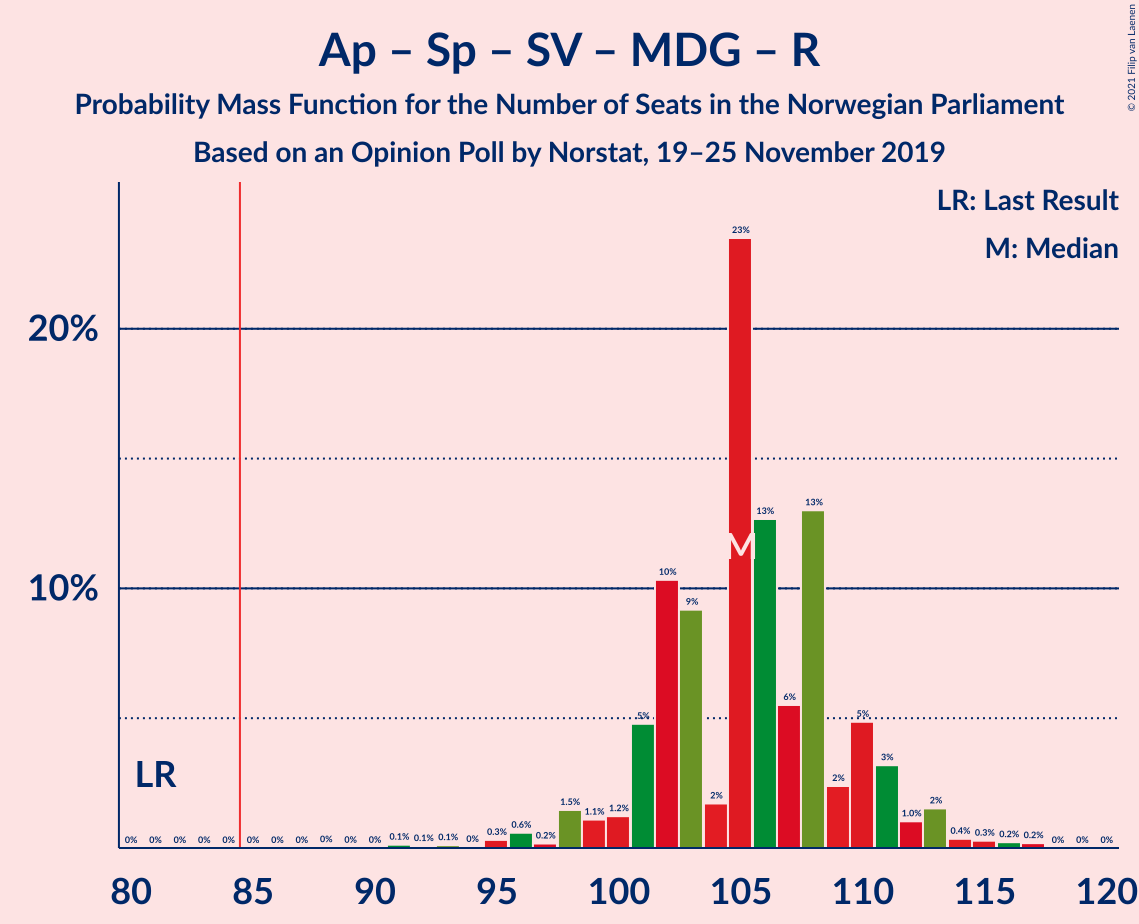 Ap – Sp – SV – MDG – R
Probability Mass Function for the Number of Seats in the Norwegian Parliament
Based on an Opinion Poll by Norstat, 19–25 November 2019
© 2021 Filip van Laenen
LR: Last Result
M: Median
20%
10%
LR
M
0% 0% 0% 0% 0% 0% 0% 0% 0% 0% 0% 0.1% 0.1% 0.1% 0% 0.3% 0.6% 0.2% 1.5% 1.1% 1.2% 5% 10% 9% 2% 23% 13% 6% 13% 2% 5% 3% 1.0% 2% 0.4% 0.3% 0.2% 0.2% 0% 0% 0%
80 85 90 95 100 105 110 115 120